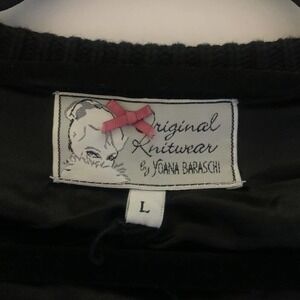 Original
Knitwear
By YOANA BARASCHI
L